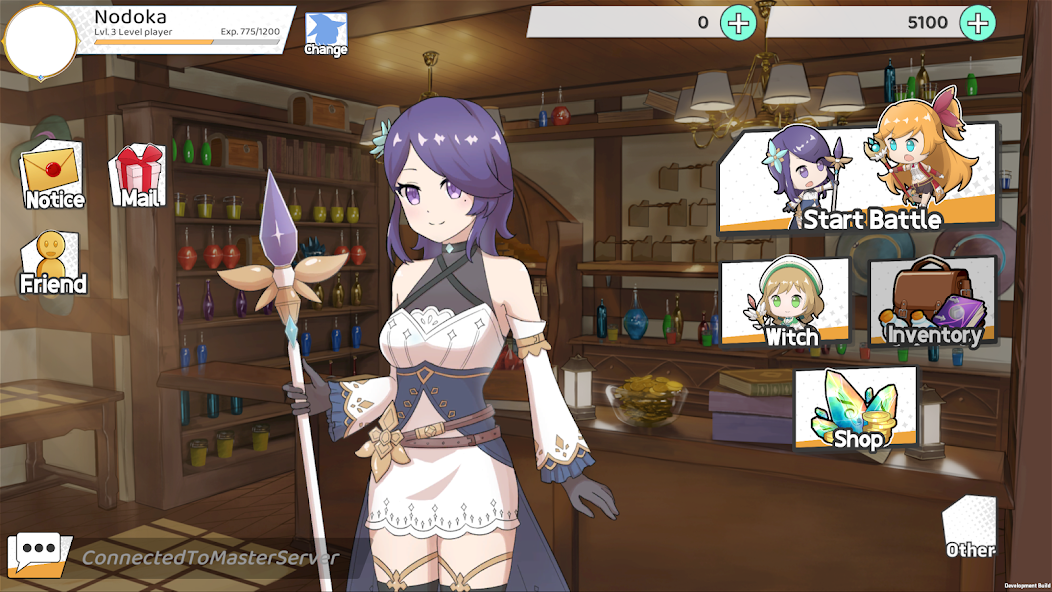 Nodoka
Lvl. 3 Level player Exp. 775/1200
Change
0
5100
Notice
Mail
Friend
Start Battle
Witch
Inventory
Shop
Other
ConnectedToMasterServer
Development Build